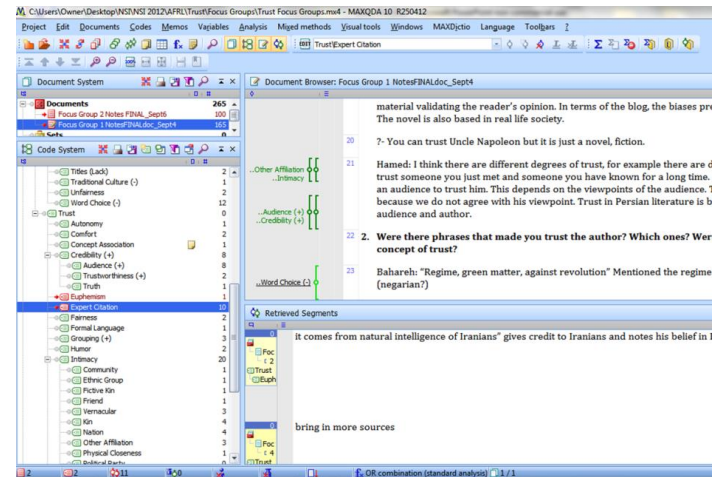 C:\Users\Owner\Desktop\NSI\NSI 2012\AFRL\Trust\Focus Groups\Trust Focus Groups.mx4 - MAXQDA 10 R250412
Project Edit Documents Codes Memos Variables Analysis Mixed methods Visual tools Windows MAXDictio Language Toolbars ?
Trust\Expert Citation
Document System
Documents 265
Focus Group 2 Notes FINAL_Sept6 100
Focus Group 1 NotesFINALdoc_Sept4 165
Sets 0
Code System
Titles (Lack) 2
Traditional Culture (-) 1
Unfairness 2
Word Choice (-) 12
Trust 0
Autonomy 1
Comfort 2
Concept Association 1
Credibility (+) 8
Audience (+) 8
Trustworthiness (+) 2
Truth 1
Euphemism 1
Expert Citation 10
Fairness 2
Formal Language 1
Grouping (+) 3
Humor 2
Intimacy 20
Community 1
Ethnic Group 1
Fictive Kin 1
Friend 1
Vernacular 3
Kin 4
Nation 4
Other Affiliation 3
Physical Closeness 1
Political Party
Document Browser: Focus Group 1 NotesFINALdoc_Sept4
material validating the reader's opinion. In terms of the blog, the biases pre
The novel is also based in real life society.
20 ?- You can trust Uncle Napoleon but it is just a novel, fiction.
..Other Affiliation
..Intimacy
21 Hamed: I think there are different degrees of trust, for example there are d
trust someone you just met and someone you have known for a long time.
an audience to trust him. This depends on the viewpoints of the audience. T
because we do not agree with his viewpoint. Trust in Persian literature is b
audience and author.
..Audience (+)
..Credibility (+)
22 2. Were there phrases that made you trust the author? Which ones? Wer
concept of trust?
..Word Choice (-)
23 Bahareh: "Regime, green matter, against revolution" Mentioned the regime
(negarian?)
Retrieved Segments
0
Foc
( 2
Trust
Euph
it comes from natural intelligence of Iranians" gives credit to Iranians and notes his belief in I
0
Foc
( 4
Trust
bring in more sources
2 2 11 0 OR combination (standard analysis) 1 / 1